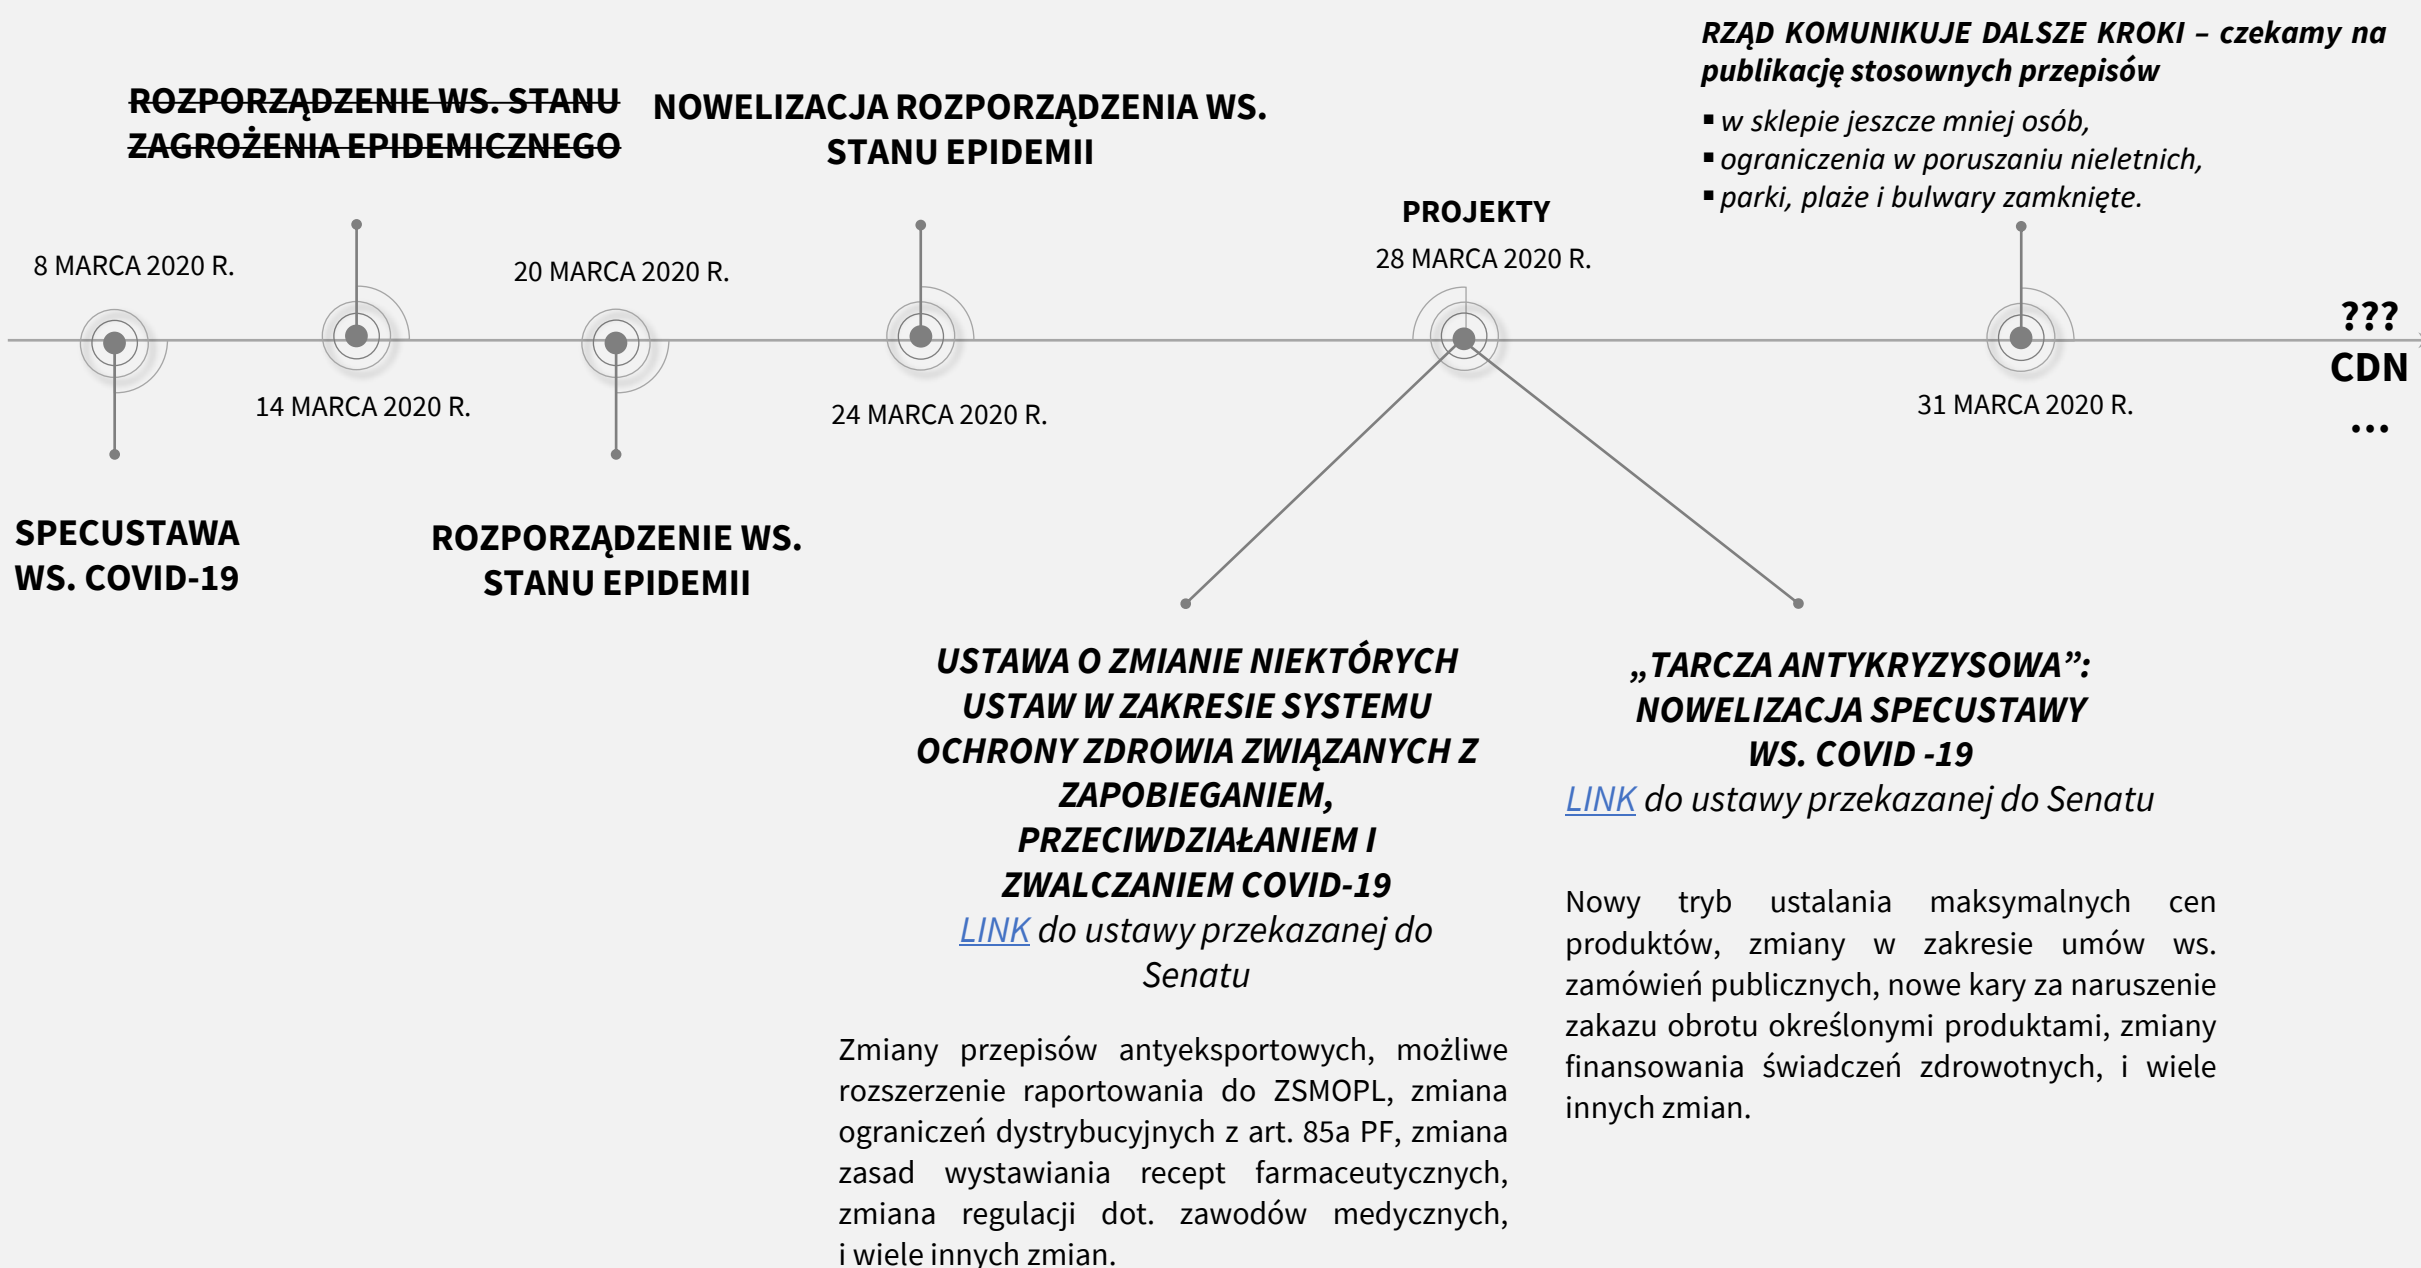 RZĄD KOMUNIKUJE DALSZE KROKI – czekamy na
publikację stosownych przepisów
▪ w sklepie jeszcze mniej osób,
▪ ograniczenia w poruszaniu nieletnich,
▪ parki, plaże i bulwary zamknięte.
ROZPORZĄDZENIE WS. STANU
ZAGROŻENIA EPIDEMICZNEGO
NOWELIZACJA ROZPORZĄDZENIA WS.
STANU EPIDEMII
PROJEKTY
28 MARCA 2020 R.
8 MARCA 2020 R.
20 MARCA 2020 R.
14 MARCA 2020 R.
24 MARCA 2020 R.
31 MARCA 2020 R.
???
CDN
...
SPECUSTAWA
WS. COVID-19
ROZPORZĄDZENIE WS.
STANU EPIDEMII
USTAWA O ZMIANIE NIEKTÓRYCH
USTAW W ZAKRESIE SYSTEMU
OCHRONY ZDROWIA ZWIĄZANYCH Z
ZAPOBIEGANIEM,
PRZECIWDZIAŁANIEM I
ZWALCZANIEM COVID-19
LINK do ustawy przekazanej do
Senatu
Zmiany przepisów antyeksportowych, możliwe
rozszerzenie raportowania do ZSMOPL, zmiana
ograniczeń dystrybucyjnych z art. 85a PF, zmiana
zasad wystawiania recept farmaceutycznych,
zmiana regulacji dot. zawodów medycznych,
i wiele innych zmian.
„TARCZA ANTYKRYZYSOWA”:
NOWELIZACJA SPECUSTAWY
WS. COVID -19
LINK do ustawy przekazanej do Senatu
Nowy tryb ustalania maksymalnych cen
produktów, zmiany w zakresie umów ws.
zamówień publicznych, nowe kary za naruszenie
zakazu obrotu określonymi produktami, zmiany
finansowania świadczeń zdrowotnych, i wiele
innych zmian.